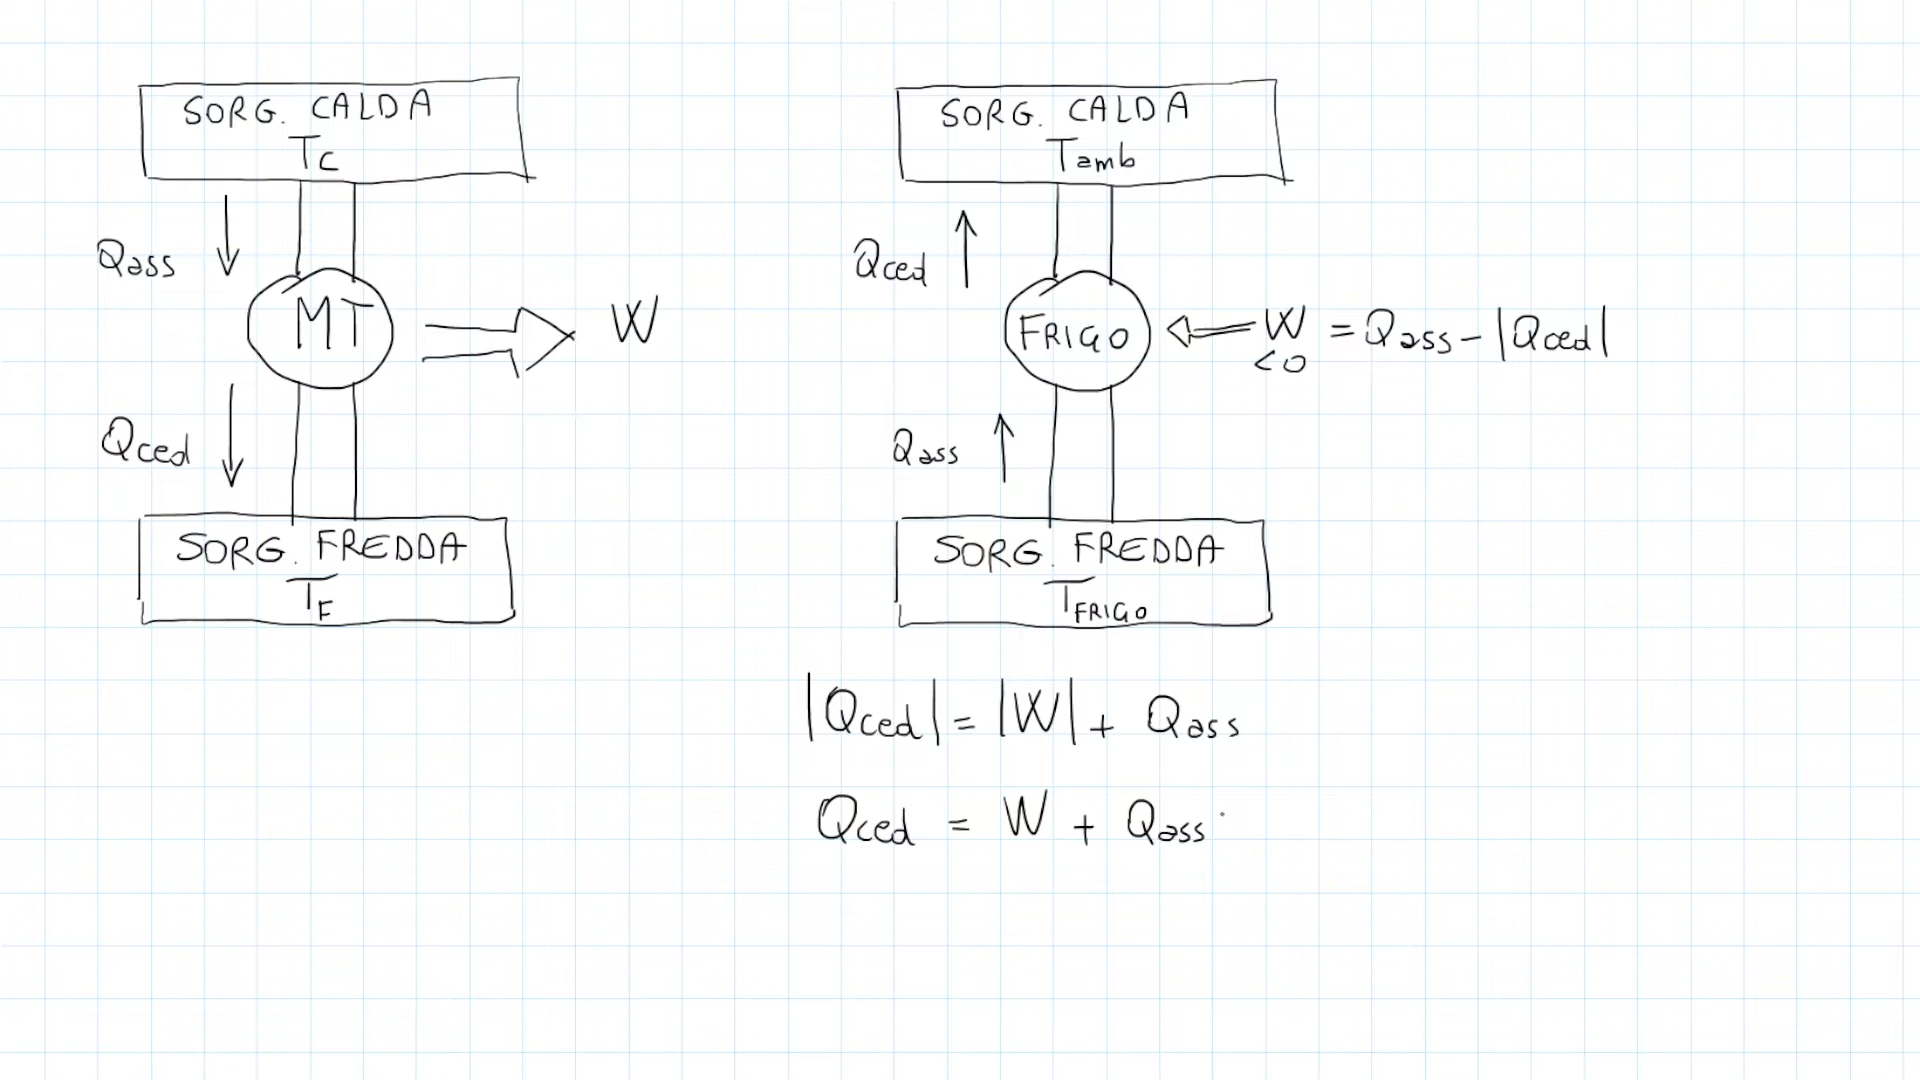 SORG. CALDA
Tc
Qass
MT
W
Qced
SORG. FREDDA
TF
SORG. CALDA
Tamb
Qced
FRIGO
W = Qass - |Qced|
<0
Qass
SORG. FREDDA
TFRIGO
|Qced| = |W| + Qass
Qced = W + Qass